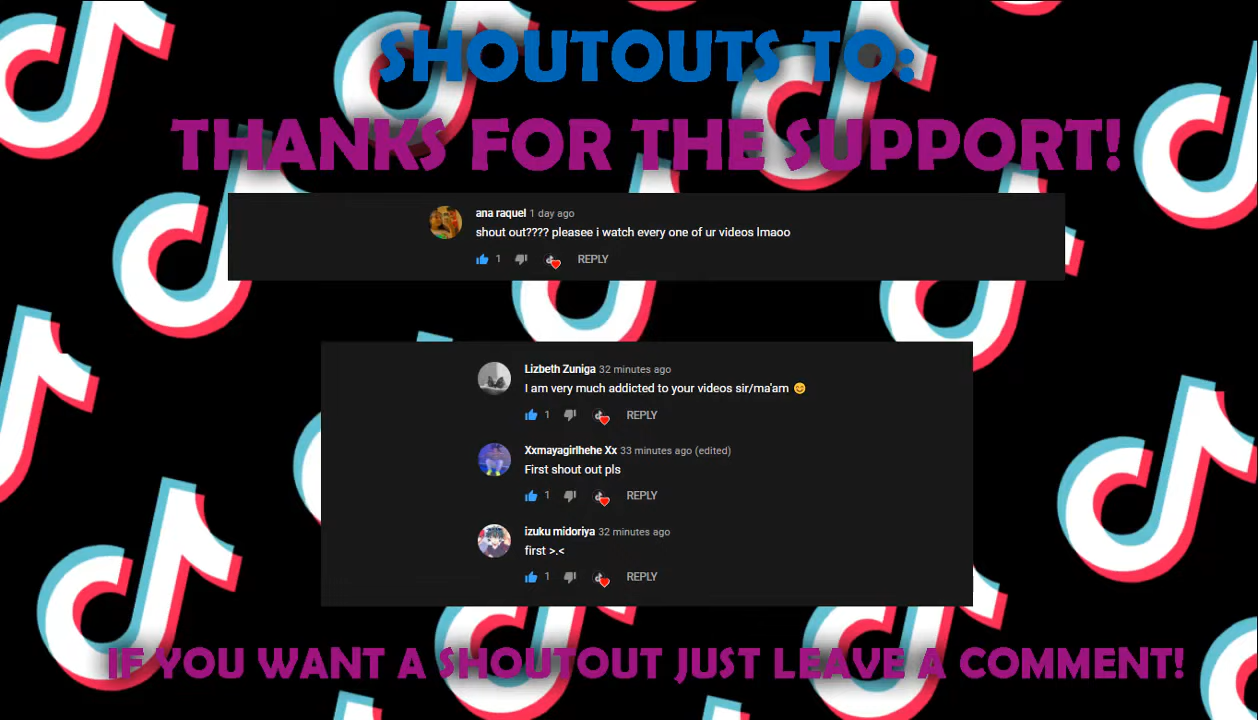 SHOUTOUTS TO:
THANKS FOR THE SUPPORT!
ana raquel 1 day ago
shout out???? pleasee i watch every one of ur videos lmaoo
1 REPLY
Lizbeth Zuniga 32 minutes ago
I am very much addicted to your videos sir/ma'am 😊
1 REPLY
Xxmayagirlhehe Xx 33 minutes ago (edited)
First shout out pls
1 REPLY
izuku midoriya 32 minutes ago
first >.<
1 REPLY
IF YOU WANT A SHOUTOUT JUST LEAVE A COMMENT!